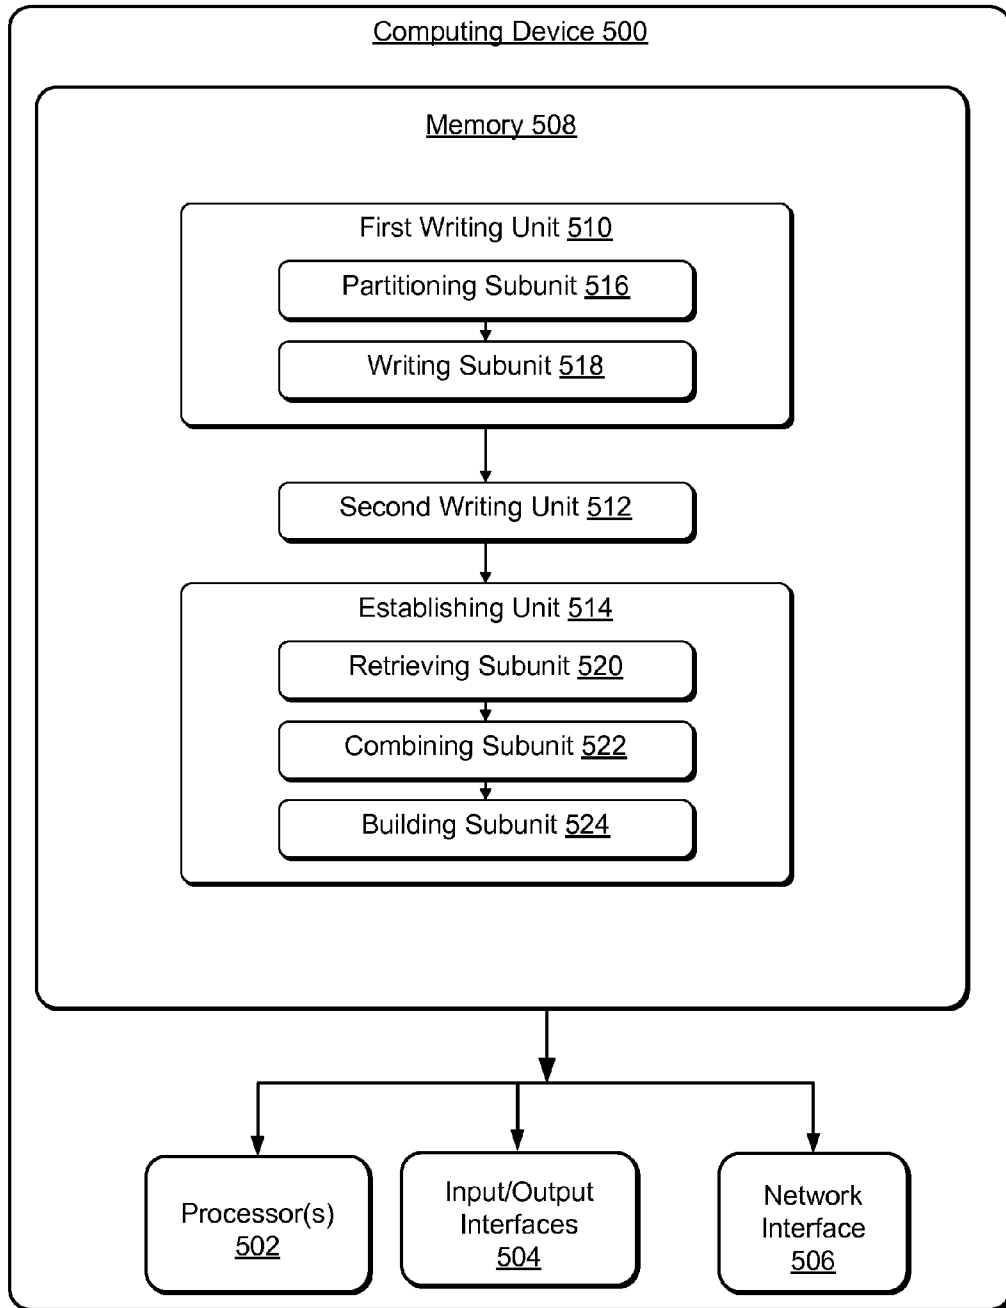 Computing Device 500
Memory 508
First Writing Unit 510
Partitioning Subunit 516
Writing Subunit 518
Second Writing Unit 512
Establishing Unit 514
Retrieving Subunit 520
Combining Subunit 522
Building Subunit 524
Processor(s)
502
Input/Output
Interfaces
504
Network
Interface
506